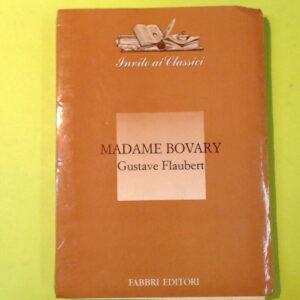 Invito ai Classici
MADAME BOVARY
Gustave Flaubert
FABBRI EDITORI